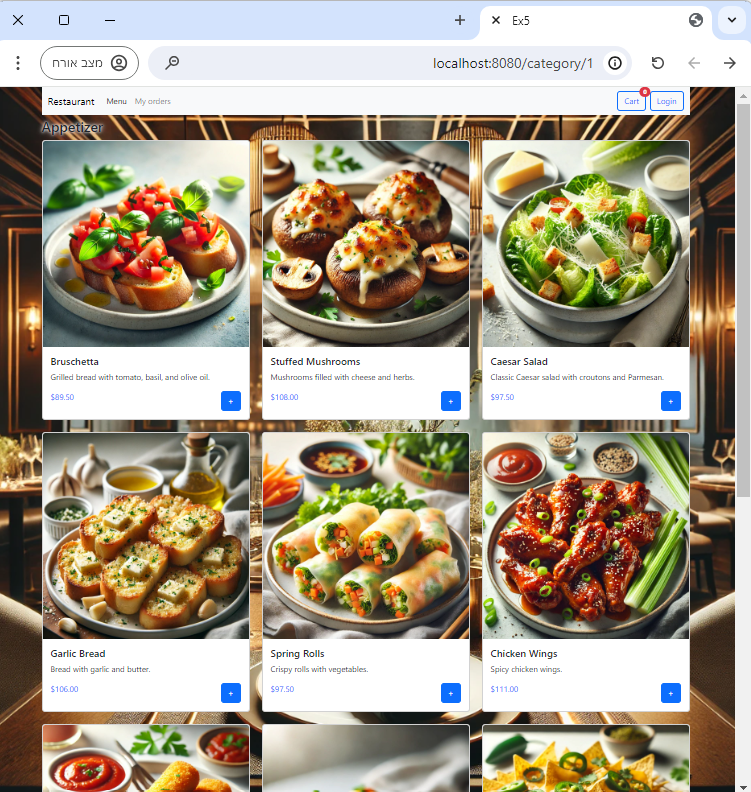 Ex5
מצב אורח
localhost:8080/category/1
Restaurant Menu My orders Cart 0 Login
Appetizer
Bruschetta
Grilled bread with tomato, basil, and olive oil.
$89.50 +
Stuffed Mushrooms
Mushrooms filled with cheese and herbs.
$108.00 +
Caesar Salad
Classic Caesar salad with croutons and Parmesan.
$97.50 +
Garlic Bread
Bread with garlic and butter.
$106.00 +
Spring Rolls
Crispy rolls with vegetables.
$97.50 +
Chicken Wings
Spicy chicken wings.
$111.00 +